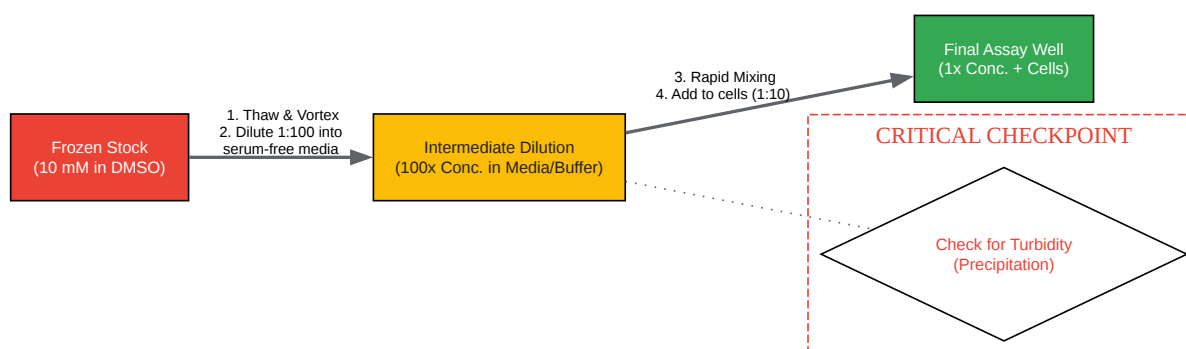 Frozen Stock
(10 mM in DMSO)
1. Thaw & Vortex
2. Dilute 1:100 into
serum-free media
Intermediate Dilution
(100x Conc. in Media/Buffer)
3. Rapid Mixing
4. Add to cells (1:10)
Final Assay Well
(1x Conc. + Cells)
CRITICAL CHECKPOINT
Check for Turbidity
(Precipitation)